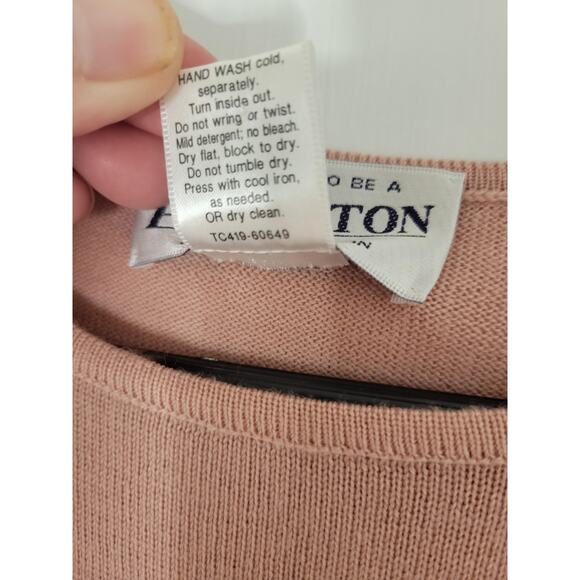 HAND WASH cold,
separately.
Turn inside out.
Do not wring or twist.
Mild detergent; no bleach.
Dry flat, block to dry.
Do not tumble dry.
Press with cool iron,
as needed.
OR dry clean.
TC419-60649
O BE A
TON